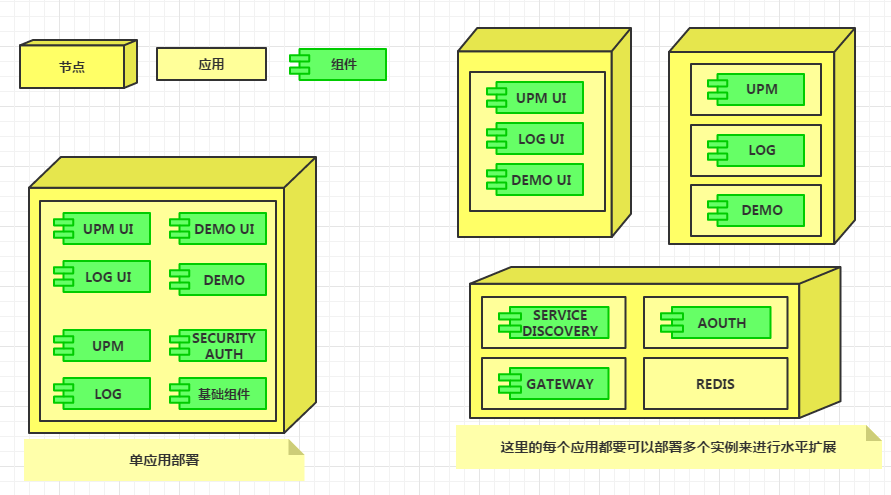 节点
应用
组件
UPM UI
DEMO UI
LOG UI
DEMO
UPM
SECURITY
AUTH
LOG
基础组件
单应用部署
UPM UI
LOG UI
DEMO UI
UPM
LOG
DEMO
SERVICE
DISCOVERY
AOUTH
GATEWAY
REDIS
这里的每个应用都要可以部署多个实例来进行水平扩展